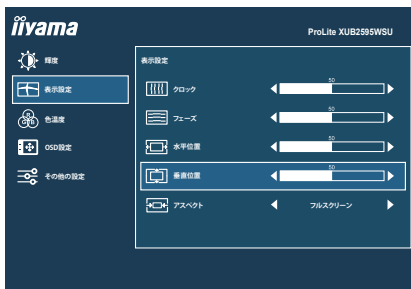 iiyama
ProLite XUB2595WSU
輝度
表示設定
色温度
OSD設定
その他の設定
表示設定
クロック
50
フェーズ
50
水平位置
50
垂直位置
50
アスペクト
フルスクリーン